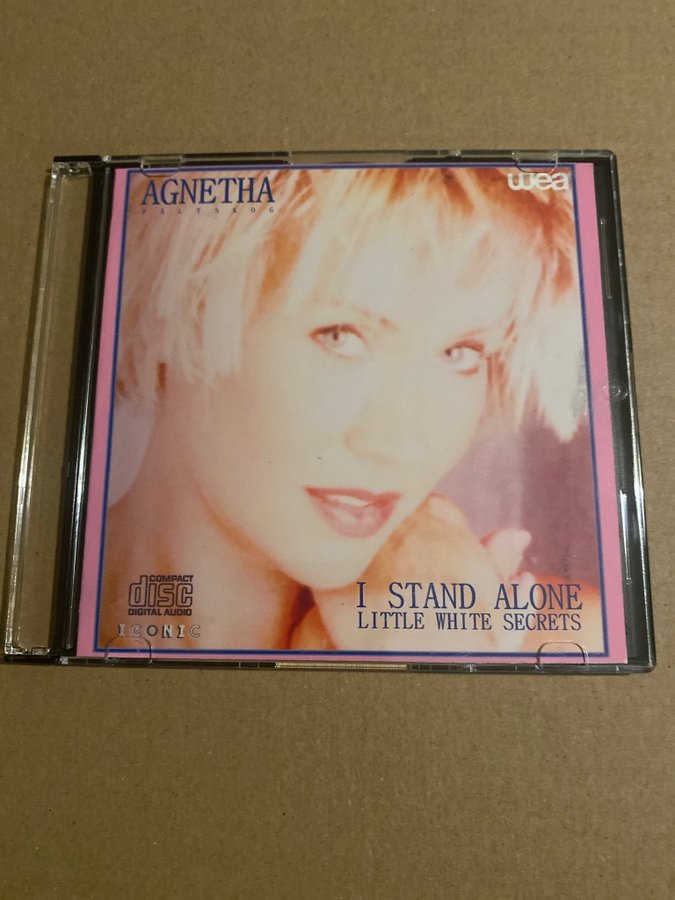 AGNETHA
FÄLTSKOG
wea
COMPACT
disc
DIGITAL AUDIO
ICONIC
I STAND ALONE
LITTLE WHITE SECRETS